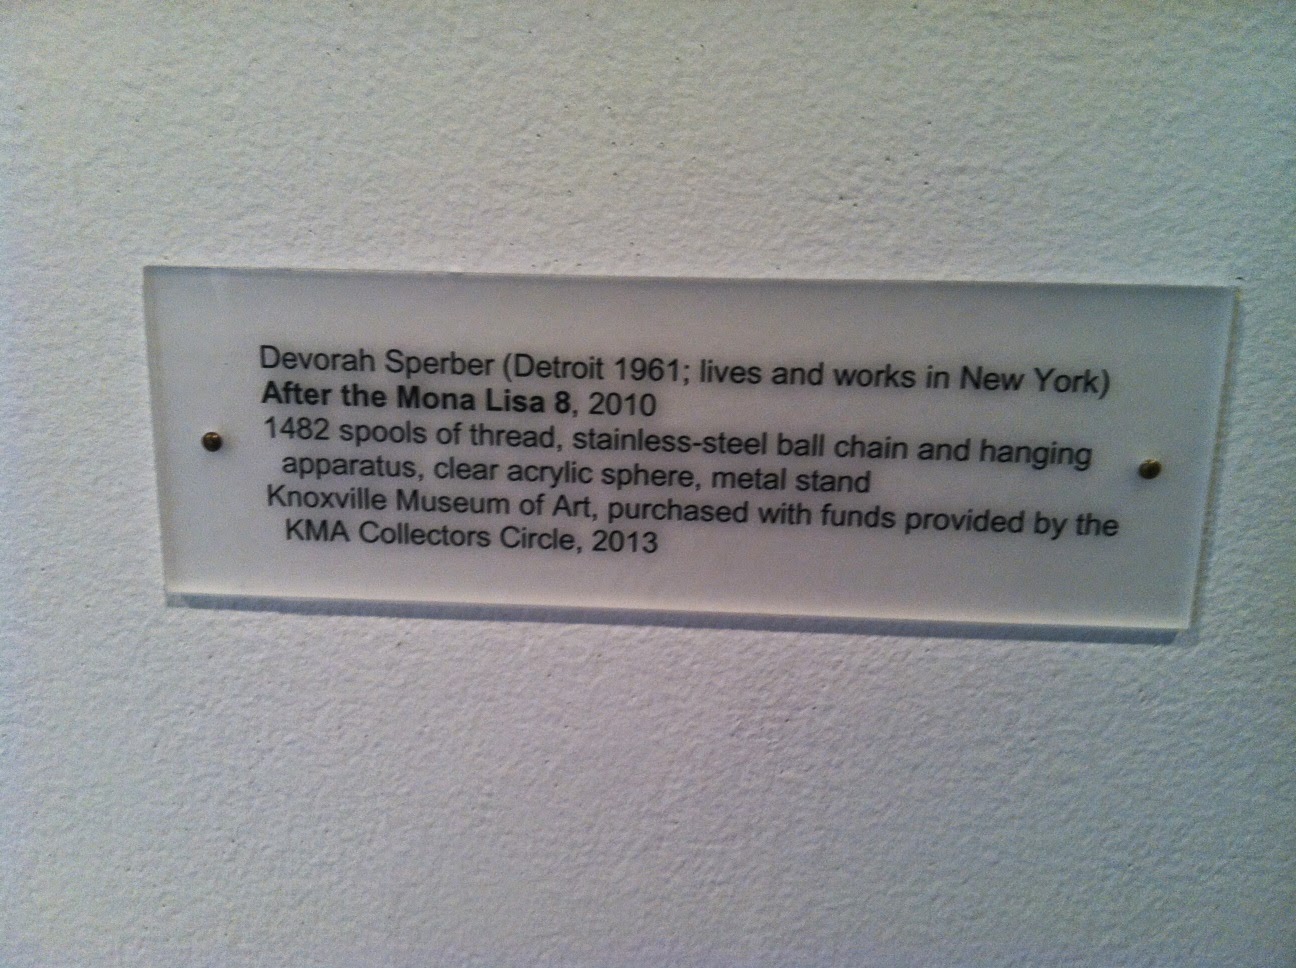 Devorah Sperber (Detroit 1961; lives and works in New York)
After the Mona Lisa 8, 2010
1482 spools of thread, stainless-steel ball chain and hanging
apparatus, clear acrylic sphere, metal stand
Knoxville Museum of Art, purchased with funds provided by the
KMA Collectors Circle, 2013